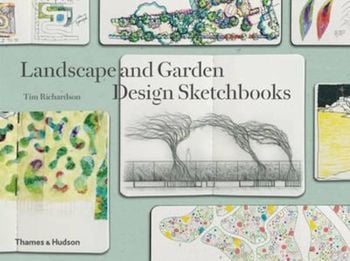 Landscape and Garden
Design Sketchbooks
Tim Richardson
Thames & Hudson